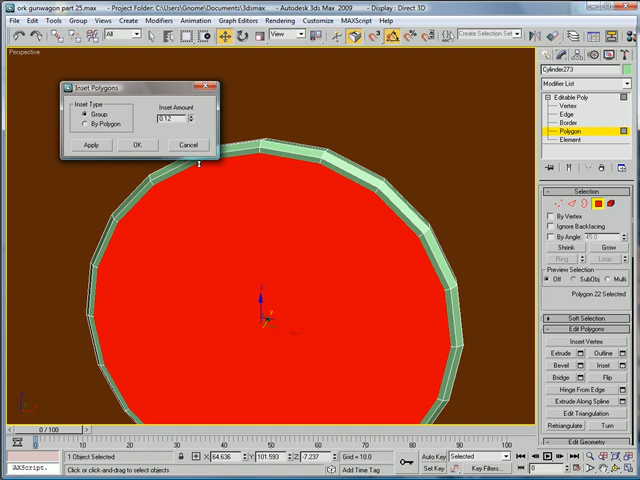 ork gunwagon part 25.max - Project Folder: C:\Users\Gnome\Documents\3dsmax - Autodesk 3ds Max 2009 - Display : Direct 3D
File Edit Tools Group Views Create Modifiers Animation Graph Editors Rendering Customize MAXScript Help
All View Create Selection Se
Perspective
Inset Polygons
Inset Type
Group
By Polygon
Inset Amount
0.12
Apply OK Cancel
Cylinder273
Modifier List
Editable Poly
Vertex
Edge
Border
Polygon
Element
Selection
By Vertex
Ignore Backfacing
By Angle: 45.0
Shrink Grow
Ring Loop
Preview Selection
Off SubObj Multi
Polygon 22 Selected
Soft Selection
Edit Polygons
Insert Vertex
Extrude Outline
Bevel Inset
Bridge Flip
Hinge From Edge
Extrude Along Spline
Edit Triangulation
Retriangulate Turn
Edit Geometry
0 / 100
0 10 20 30 40 50 60 70 80 90 100
1 Object Selected X: 64.636 Y: 101.593 Z: -7.237 Grid = 10.0 Auto Key Selected
AXScript. Click or click-and-drag to select objects Add Time Tag Set Key Key Filters... 0